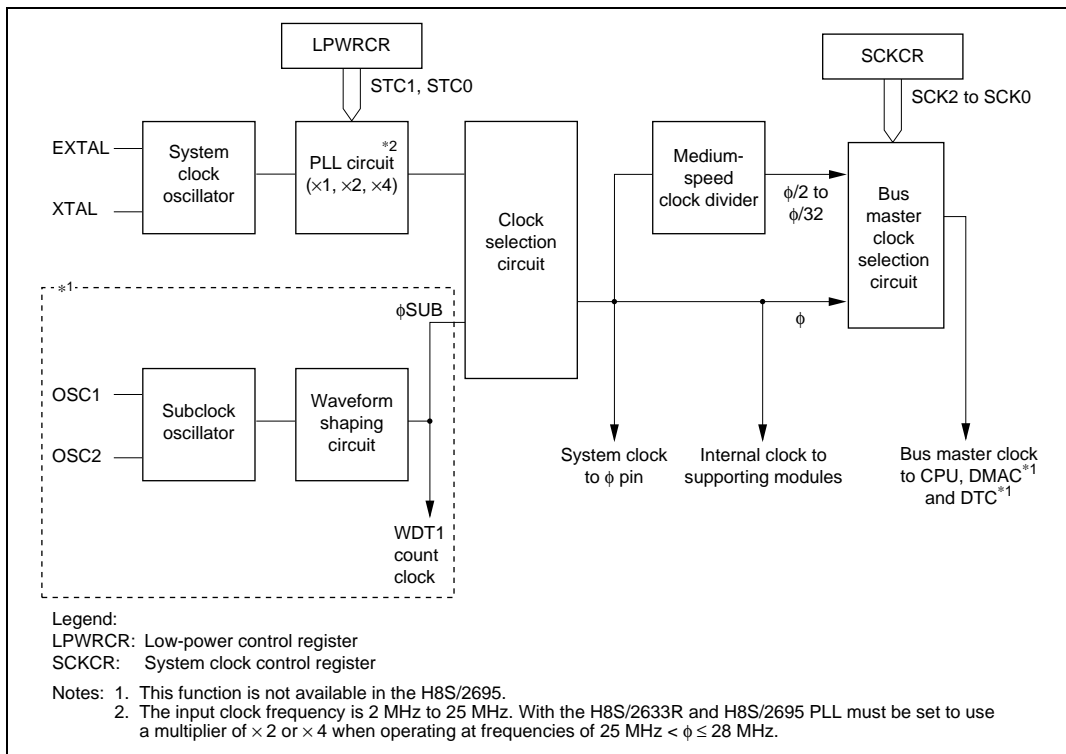 LPWRCR
STC1, STC0
SCKCR
SCK2 to SCK0
EXTAL
XTAL
System
clock
oscillator
*2
PLL circuit
(×1, ×2, ×4)
Clock
selection
circuit
Medium-
speed
clock divider
ϕ/2 to
ϕ/32
Bus
master
clock
selection
circuit
ϕ
*1
ϕSUB
OSC1
OSC2
Subclock
oscillator
Waveform
shaping
circuit
WDT1
count
clock
System clock
to ϕ pin
Internal clock to
supporting modules
Bus master clock
to CPU, DMAC*1
and DTC*1
Legend:
LPWRCR: Low-power control register
SCKCR: System clock control register
Notes: 1. This function is not available in the H8S/2695.
2. The input clock frequency is 2 MHz to 25 MHz. With the H8S/2633R and H8S/2695 PLL must be set to use
a multiplier of × 2 or × 4 when operating at frequencies of 25 MHz < ϕ ≤ 28 MHz.